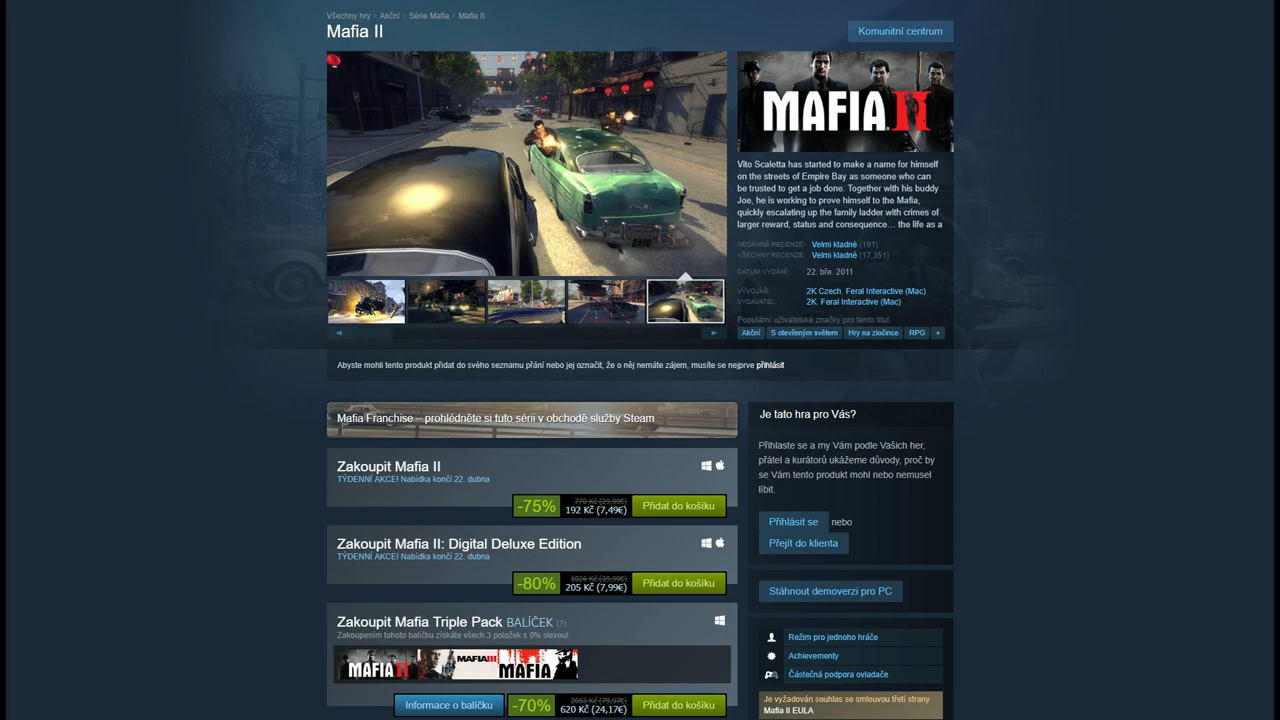 Všechny hry > Akční > Série Mafia > Mafia II
Mafia II
Komunitní centrum
MAFIA II
Vito Scaletta has started to make a name for himself
on the streets of Empire Bay as someone who can
be trusted to get a job done. Together with his buddy
Joe, he is working to prove himself to the Mafia,
quickly escalating up the family ladder with crimes of
larger reward, status and consequence… the life as a
NEDÁVNÉ RECENZE: Velmi kladné (191)
VŠECHNY RECENZE: Velmi kladné (17,351)
DATUM VYDÁNÍ: 22. bře. 2011
VÝVOJÁŘ: 2K Czech, Feral Interactive (Mac)
VYDAVATEL: 2K, Feral Interactive (Mac)
Populární uživatelské značky pro tento titul:
Akční S otevřeným světem Hry na zločince RPG +
Abyste mohli tento produkt přidat do svého seznamu přání nebo jej označit, že o něj nemáte zájem, musíte se nejprve přihlásit
Mafia Franchise – prohlédněte si tuto sérii v obchodě služby Steam
Zakoupit Mafia II
TÝDENNÍ AKCE! Nabídka končí 22. dubna
-75% 770 Kč (29,99€) 192 Kč (7,49€) Přidat do košíku
Zakoupit Mafia II: Digital Deluxe Edition
TÝDENNÍ AKCE! Nabídka končí 22. dubna
-80% 1026 Kč (39,99€) 205 Kč (7,99€) Přidat do košíku
Zakoupit Mafia Triple Pack BALÍČEK (?)
Zakoupením tohoto balíčku získáte všech 3 položek s 0% slevou!
MAFIA II MAFIA III MAFIA
Informace o balíčku -70% 2053 Kč (79,97€) 620 Kč (24,17€) Přidat do košíku
Je tato hra pro Vás?
Přihlaste se a my Vám podle Vašich her,
přátel a kurátorů ukážeme důvody, proč by
se Vám tento produkt mohl nebo nemusel
líbit.
Přihlásit se nebo
Přejít do klienta
Stáhnout demoverzi pro PC
Režim pro jednoho hráče
Achievementy
Částečná podpora ovladače
Je vyžadován souhlas se smlouvou třetí strany
Mafia II EULA